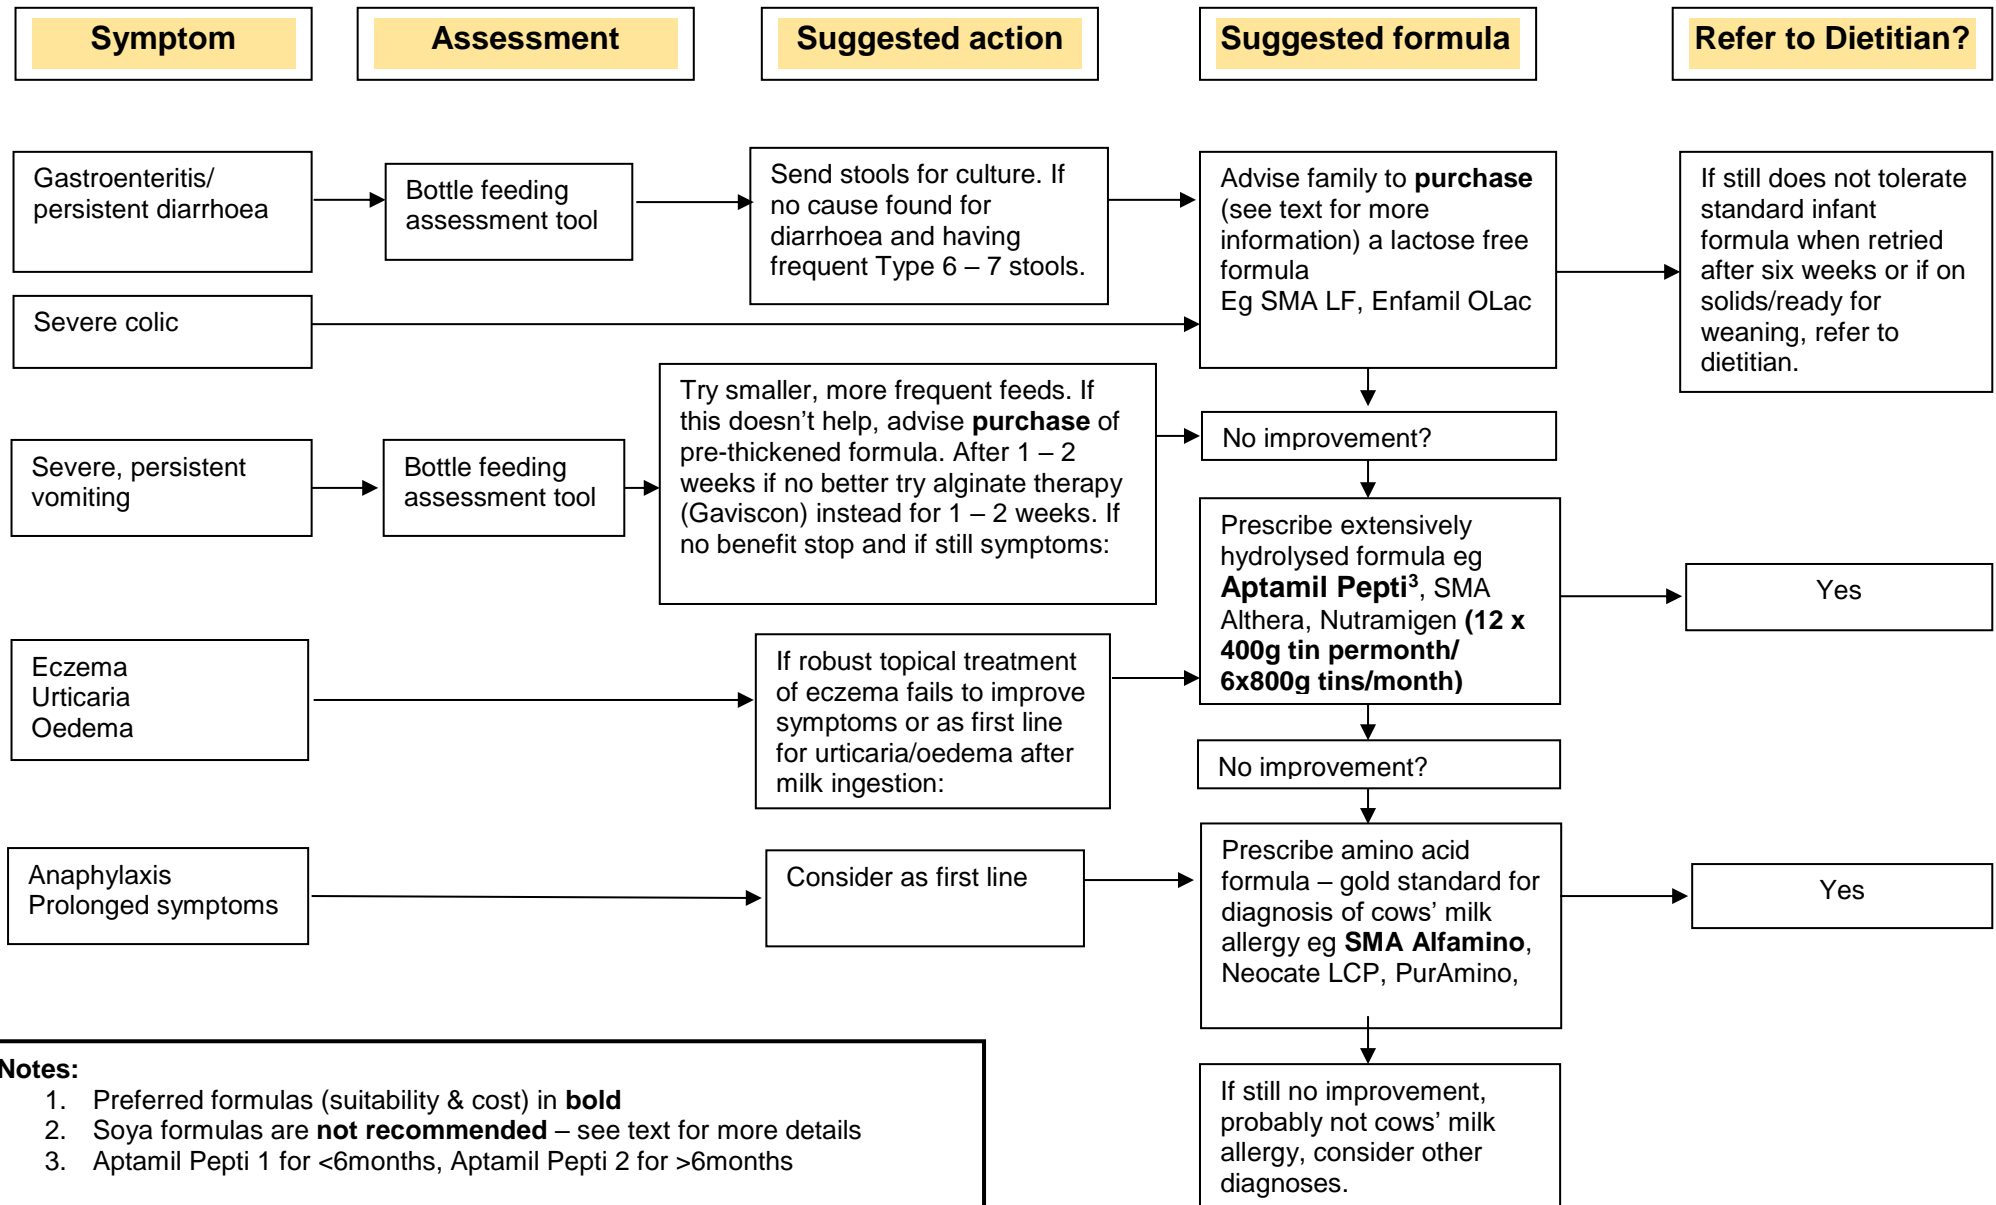 Symptom
Assessment
Suggested action
Suggested formula
Refer to Dietitian?
Gastroenteritis/
persistent diarrhoea
Bottle feeding
assessment tool
Send stools for culture. If
no cause found for
diarrhoea and having
frequent Type 6 – 7 stools.
Advise family to purchase
(see text for more
information) a lactose free
formula
Eg SMA LF, Enfamil OLac
If still does not tolerate
standard infant
formula when retried
after six weeks or if on
solids/ready for
weaning, refer to
dietitian.
Severe colic
Severe, persistent
vomiting
Bottle feeding
assessment tool
Try smaller, more frequent feeds. If
this doesn’t help, advise purchase of
pre-thickened formula. After 1 – 2
weeks if no better try alginate therapy
(Gaviscon) instead for 1 – 2 weeks. If
no benefit stop and if still symptoms:
No improvement?
Prescribe extensively
hydrolysed formula eg
Aptamil Pepti³, SMA
Althera, Nutramigen (12 x
400g tin permonth/
6x800g tins/month)
Yes
Eczema
Urticaria
Oedema
If robust topical treatment
of eczema fails to improve
symptoms or as first line
for urticaria/oedema after
milk ingestion:
No improvement?
Anaphylaxis
Prolonged symptoms
Consider as first line
Prescribe amino acid
formula – gold standard for
diagnosis of cows’ milk
allergy eg SMA Alfamino,
Neocate LCP, PurAmino,
Yes
If still no improvement,
probably not cows’ milk
allergy, consider other
diagnoses.
Notes:
1. Preferred formulas (suitability & cost) in bold
2. Soya formulas are not recommended – see text for more details
3. Aptamil Pepti 1 for <6months, Aptamil Pepti 2 for >6months